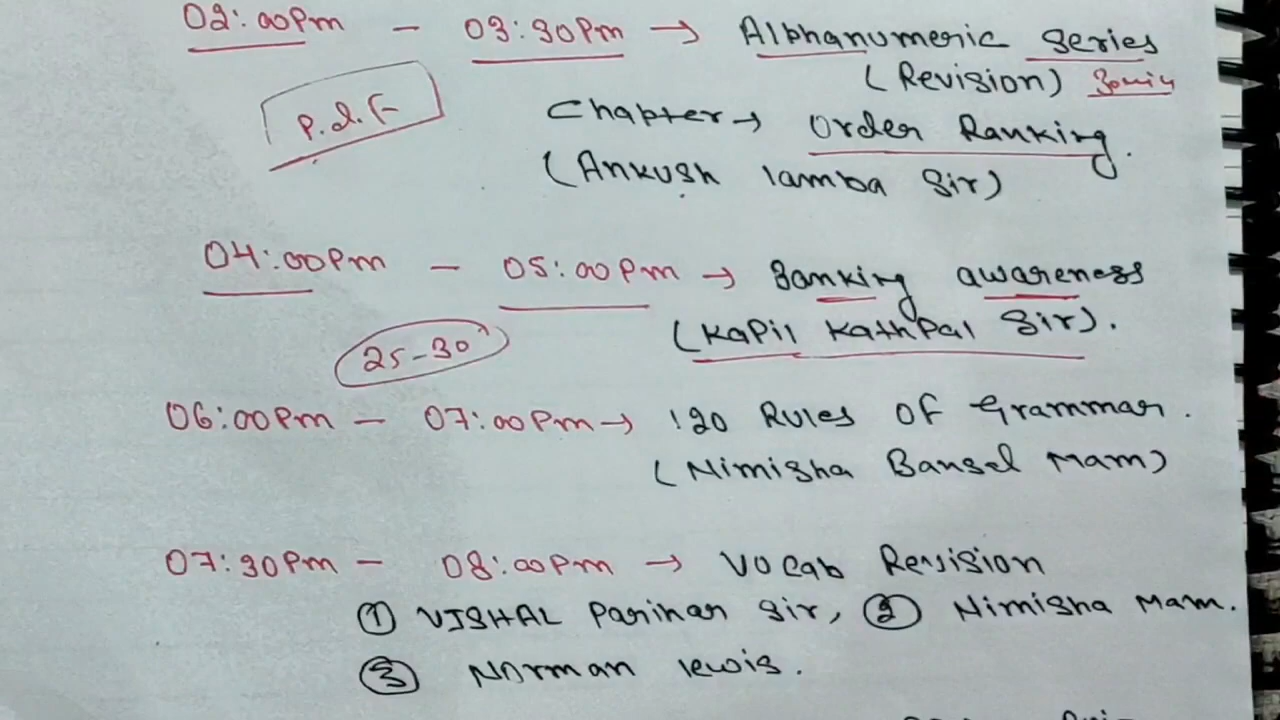 02:00Pm - 03:30Pm → Alphanumeric Series
(Revision) 30min
P.d.F
Chapter → Order Ranking.
(Ankush lamba Sir)
04:00Pm - 05:00Pm → Banking awareness
(Kapil Kathpal Sir).
25-30
06:00Pm - 07:00Pm → 120 Rules Of Grammar.
(Nimisha Bansal Mam)
07:30Pm - 08:00Pm → Vocab Revision
① VISHAL Parihar Sir, ② Nimisha Mam.
③ Norman lewis.